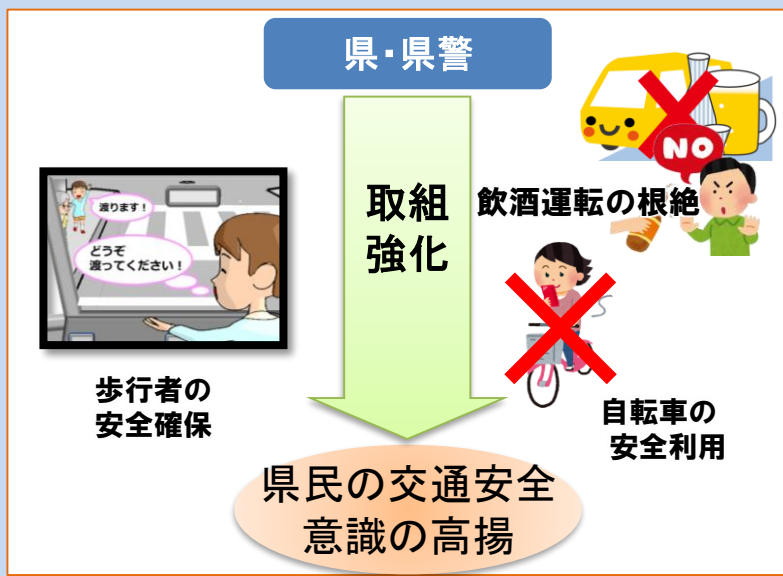 県・県警
取組
強化
NO
飲酒運転の根絶
渡ります！
どうぞ
渡ってください！
歩行者の
安全確保
自転車の
安全利用
県民の交通安全
意識の高揚